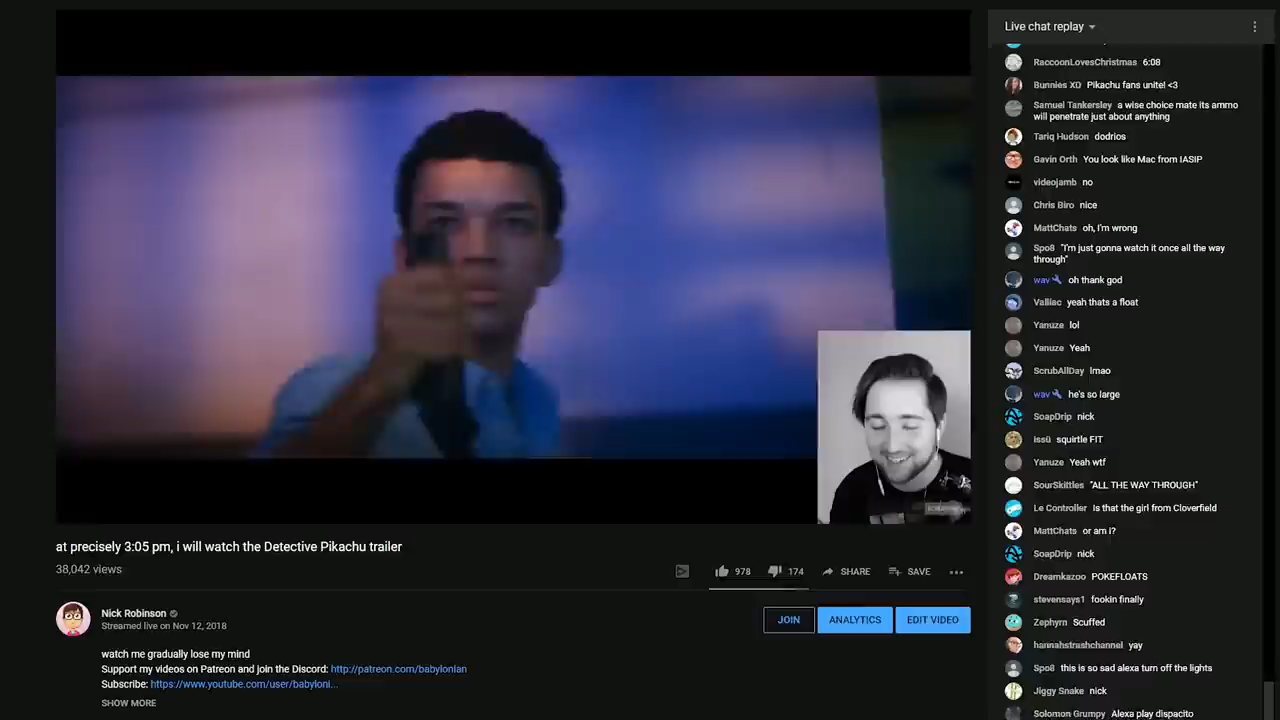 Live chat replay
RaccoonLovesChristmas 6:08
Bunnies XD Pikachu fans unite! <3
Samuel Tankersley a wise choice mate its ammo
will penetrate just about anything
Tariq Hudson dodrios
Gavin Orth You look like Mac from IASIP
videojamb no
Chris Biro nice
MattChats oh, I'm wrong
Spo8 "I'm just gonna watch it once all the way
through"
wav oh thank god
Valliac yeah thats a float
Yanuze lol
Yanuze Yeah
ScrubAllDay lmao
wav he's so large
SoapDrip nick
issü squirtle FIT
Yanuze Yeah wtf
SourSkittles "ALL THE WAY THROUGH"
Le Controller Is that the girl from Cloverfield
MattChats or am i?
SoapDrip nick
Dreamkazoo POKEFLOATS
stevensays1 fookin finally
Zephyrn Scuffed
hannahstrashchannel yay
Spo8 this is so sad alexa turn off the lights
Jiggy Snake nick
Solomon Grumpy Alexa play dispacito
at precisely 3:05 pm, i will watch the Detective Pikachu trailer
38,042 views
978 174 SHARE SAVE
Nick Robinson
Streamed live on Nov 12, 2018
JOIN ANALYTICS EDIT VIDEO
watch me gradually lose my mind
Support my videos on Patreon and join the Discord: http://patreon.com/babylonian
Subscribe: https://www.youtube.com/user/babyloni...
SHOW MORE